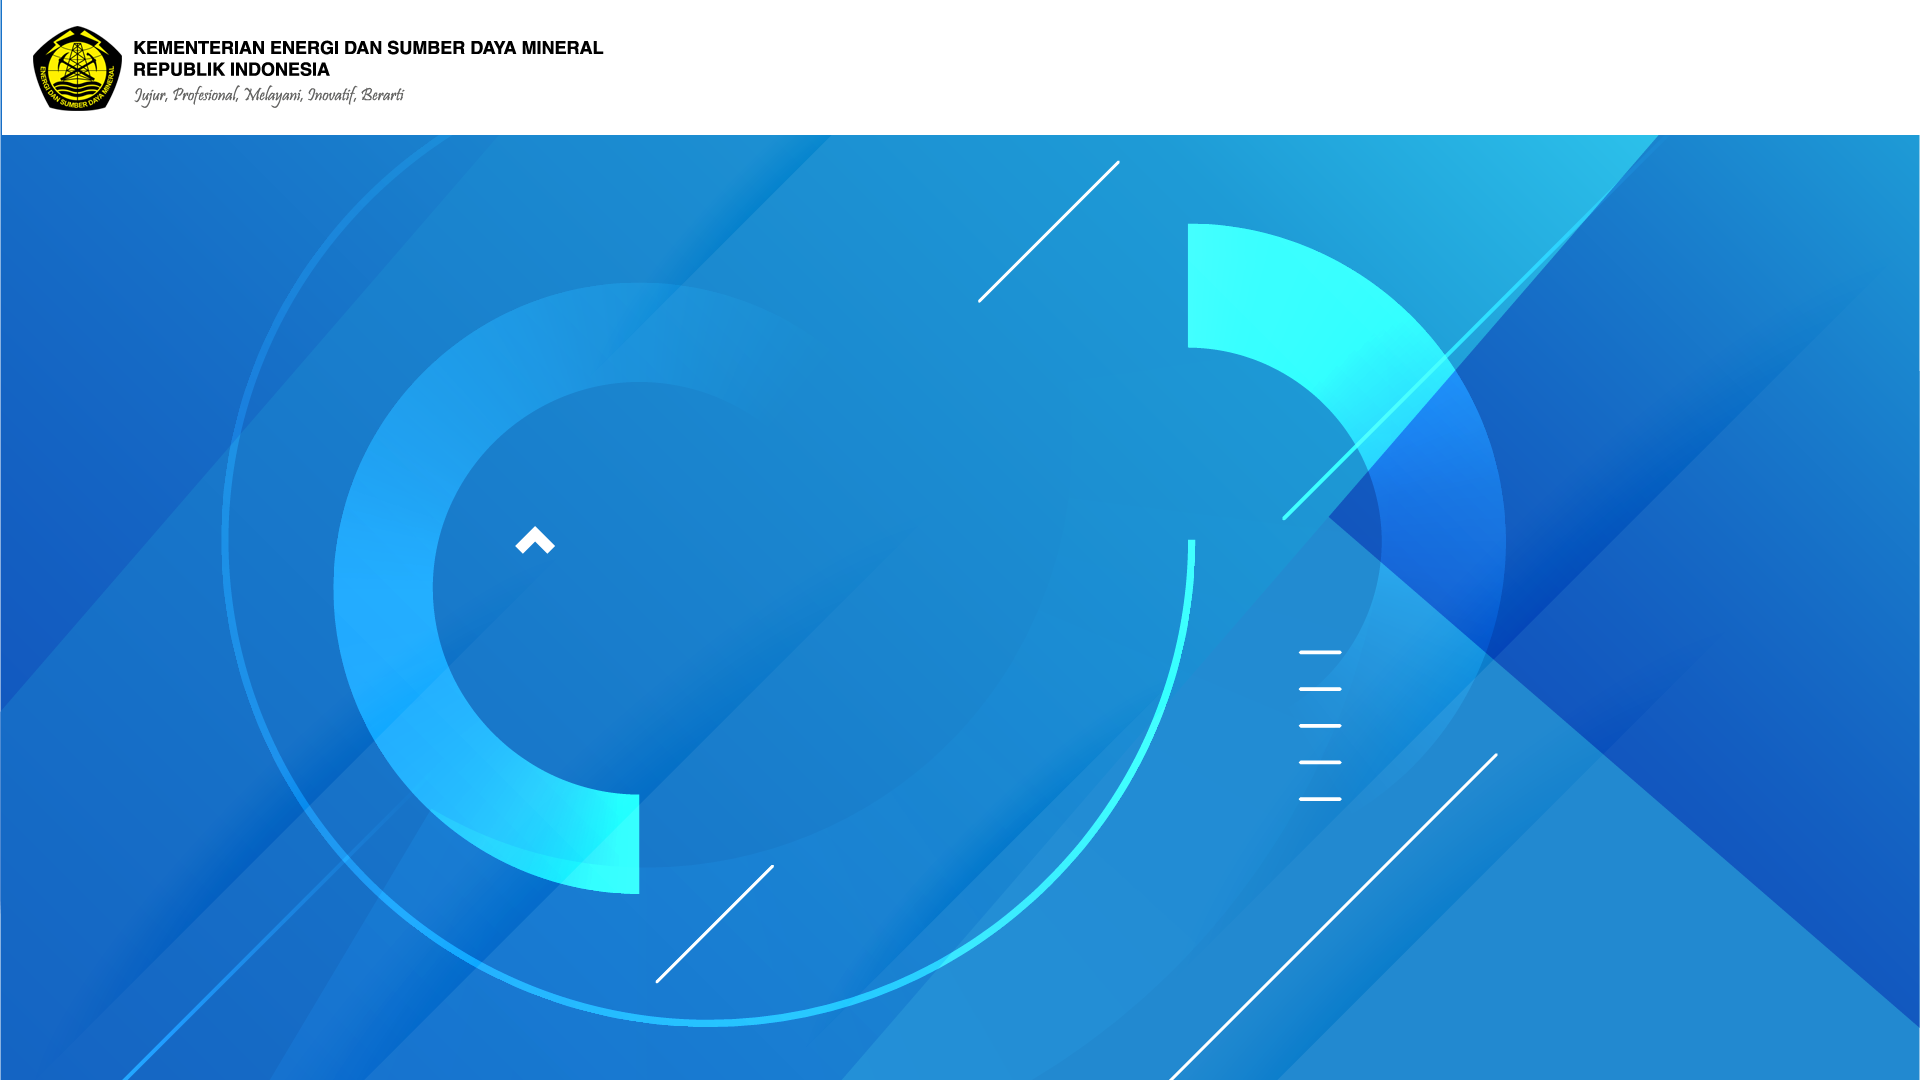 KEMENTERIAN ENERGI DAN SUMBER DAYA MINERAL
REPUBLIK INDONESIA
Jujur, Profesional, Melayani, Inovatif, Berarti
ENERGI DAN SUMBER DAYA MINERAL